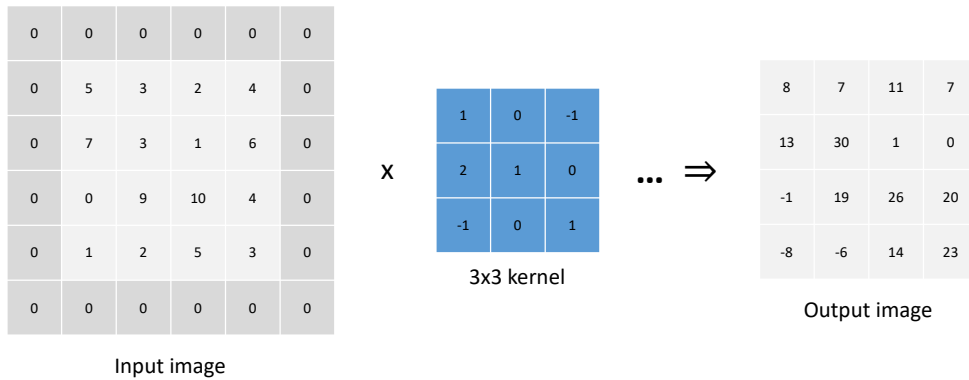 0 0 0 0 0 0
0 5 3 2 4 0
0 7 3 1 6 0
0 0 9 10 4 0
0 1 2 5 3 0
0 0 0 0 0 0
Input image
x
1 0 -1
2 1 0
-1 0 1
3x3 kernel
... ⇒
8 7 11 7
13 30 1 0
-1 19 26 20
-8 -6 14 23
Output image